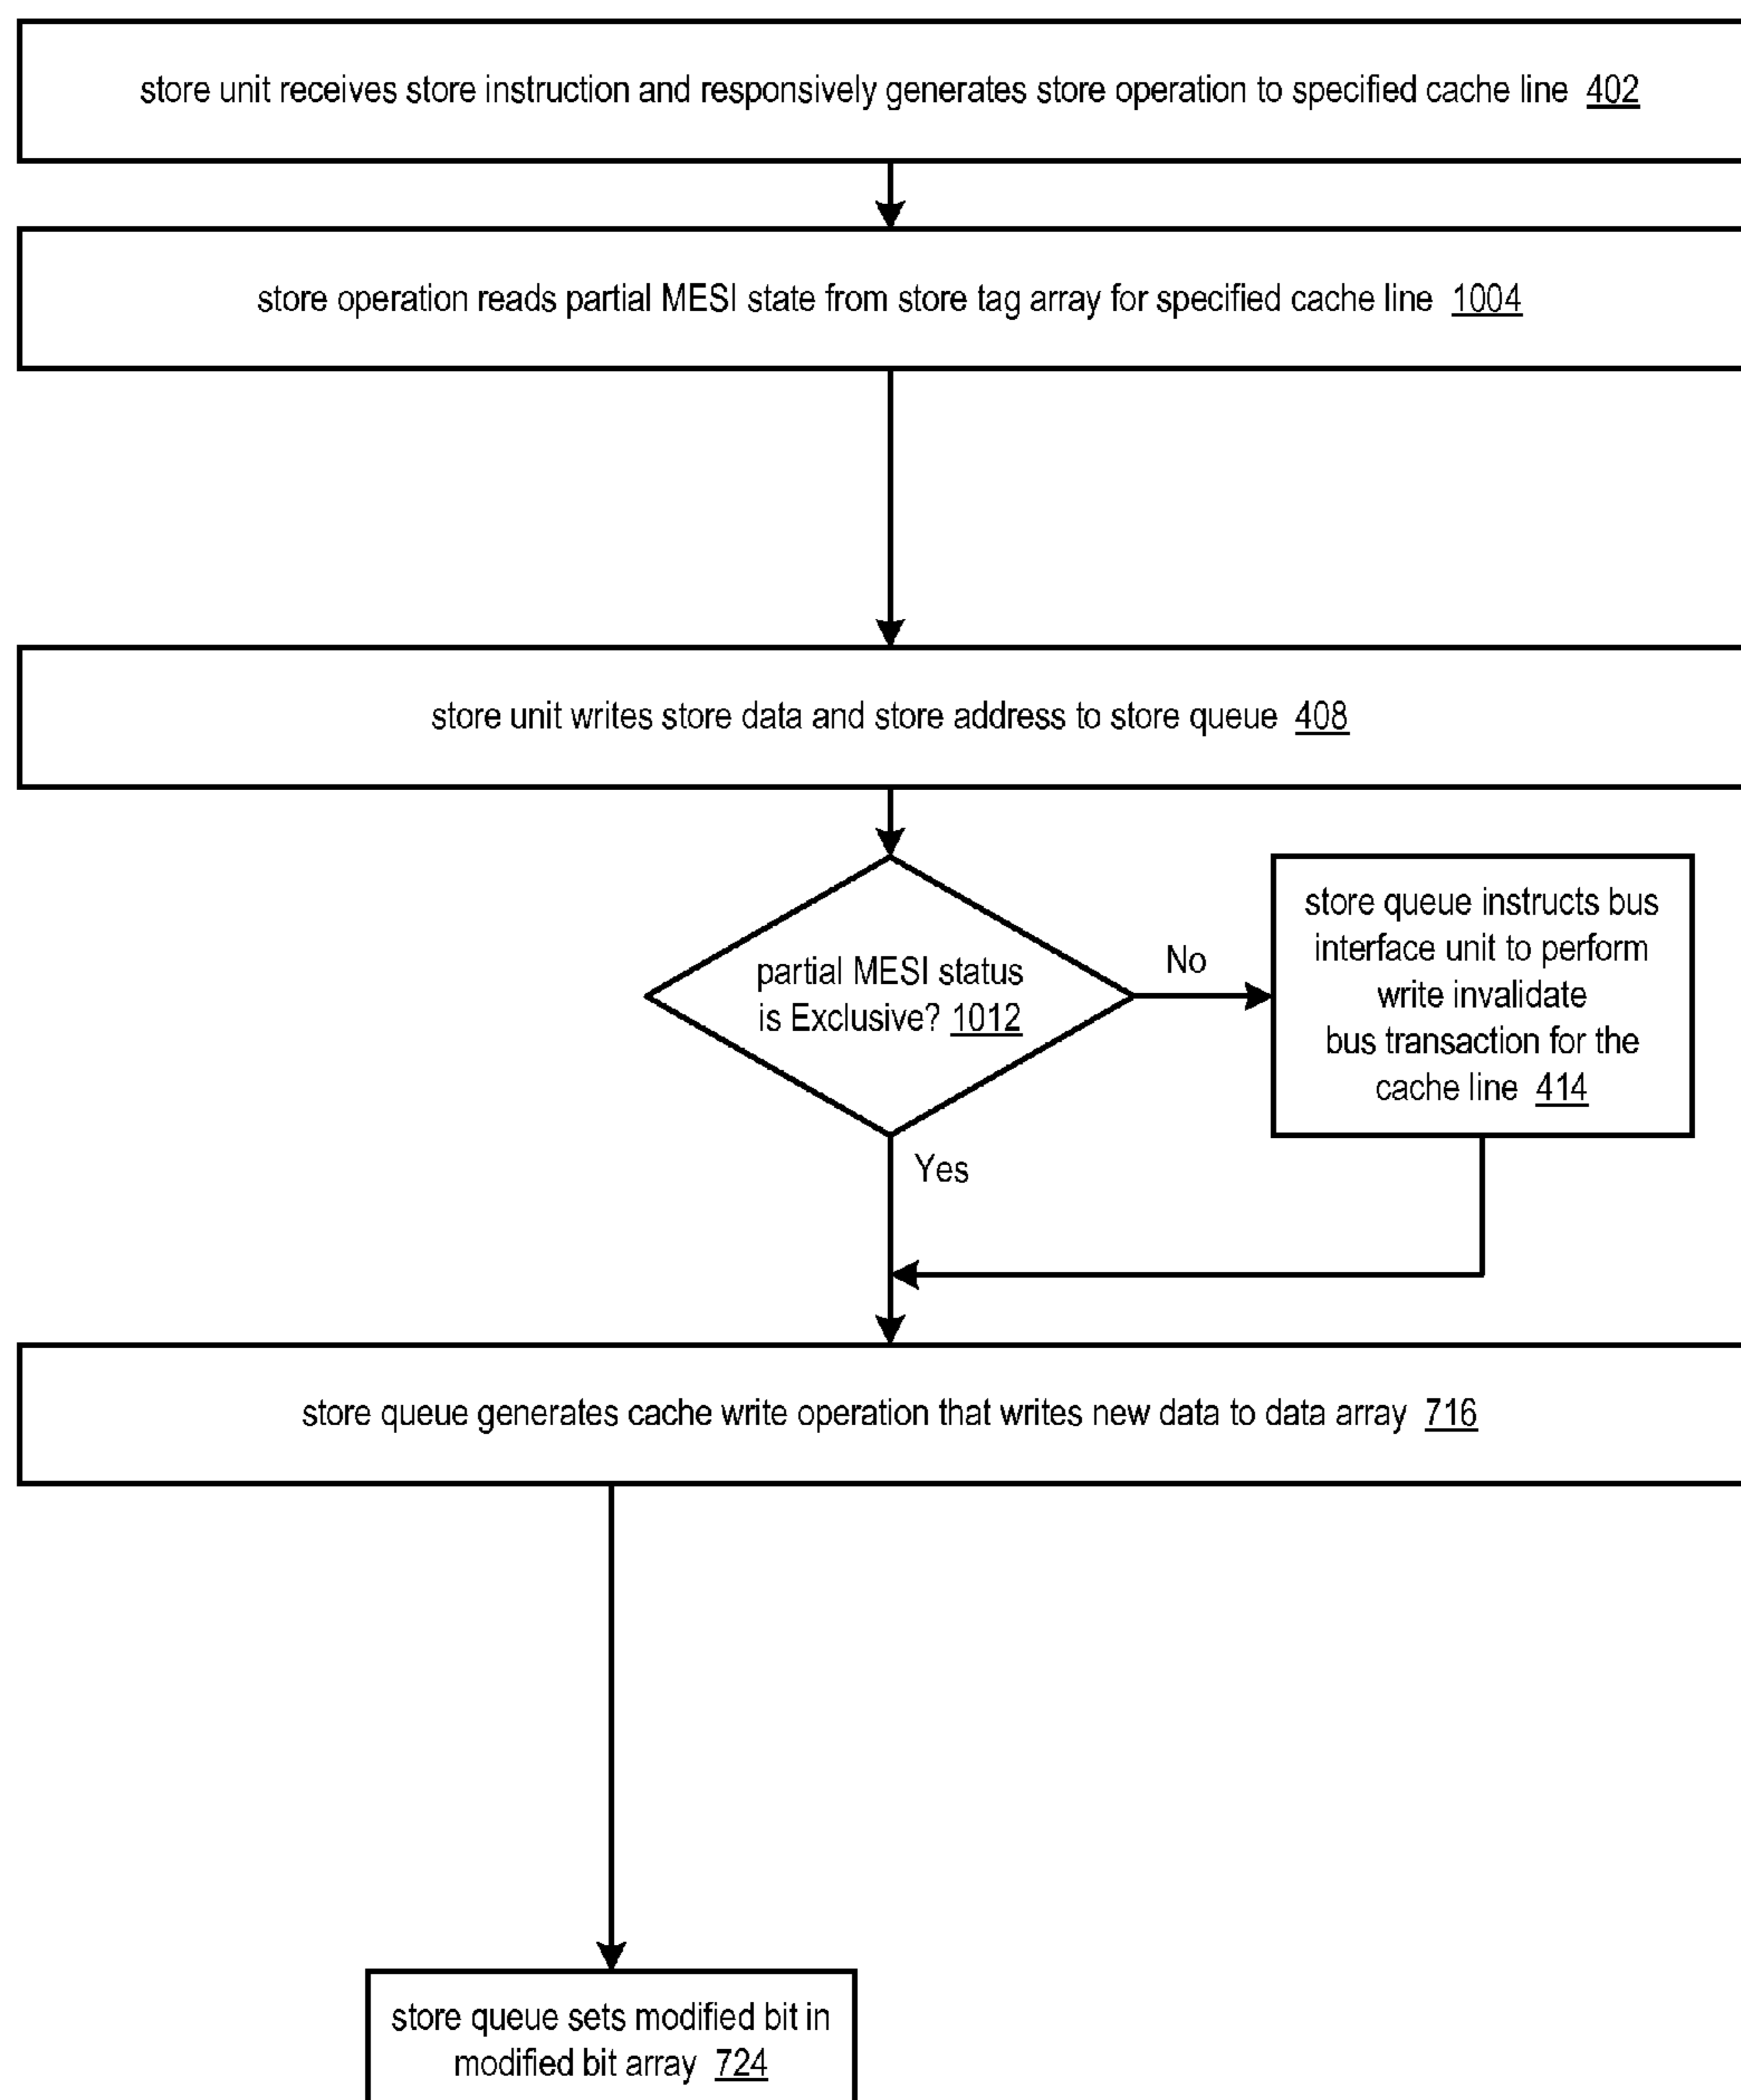 store unit receives store instruction and responsively generates store operation to specified cache line 402
store operation reads partial MESI state from store tag array for specified cache line 1004
store unit writes store data and store address to store queue 408
partial MESI status
is Exclusive? 1012
No
store queue instructs bus
interface unit to perform
write invalidate
bus transaction for the
cache line 414
Yes
store queue generates cache write operation that writes new data to data array 716
store queue sets modified bit in
modified bit array 724